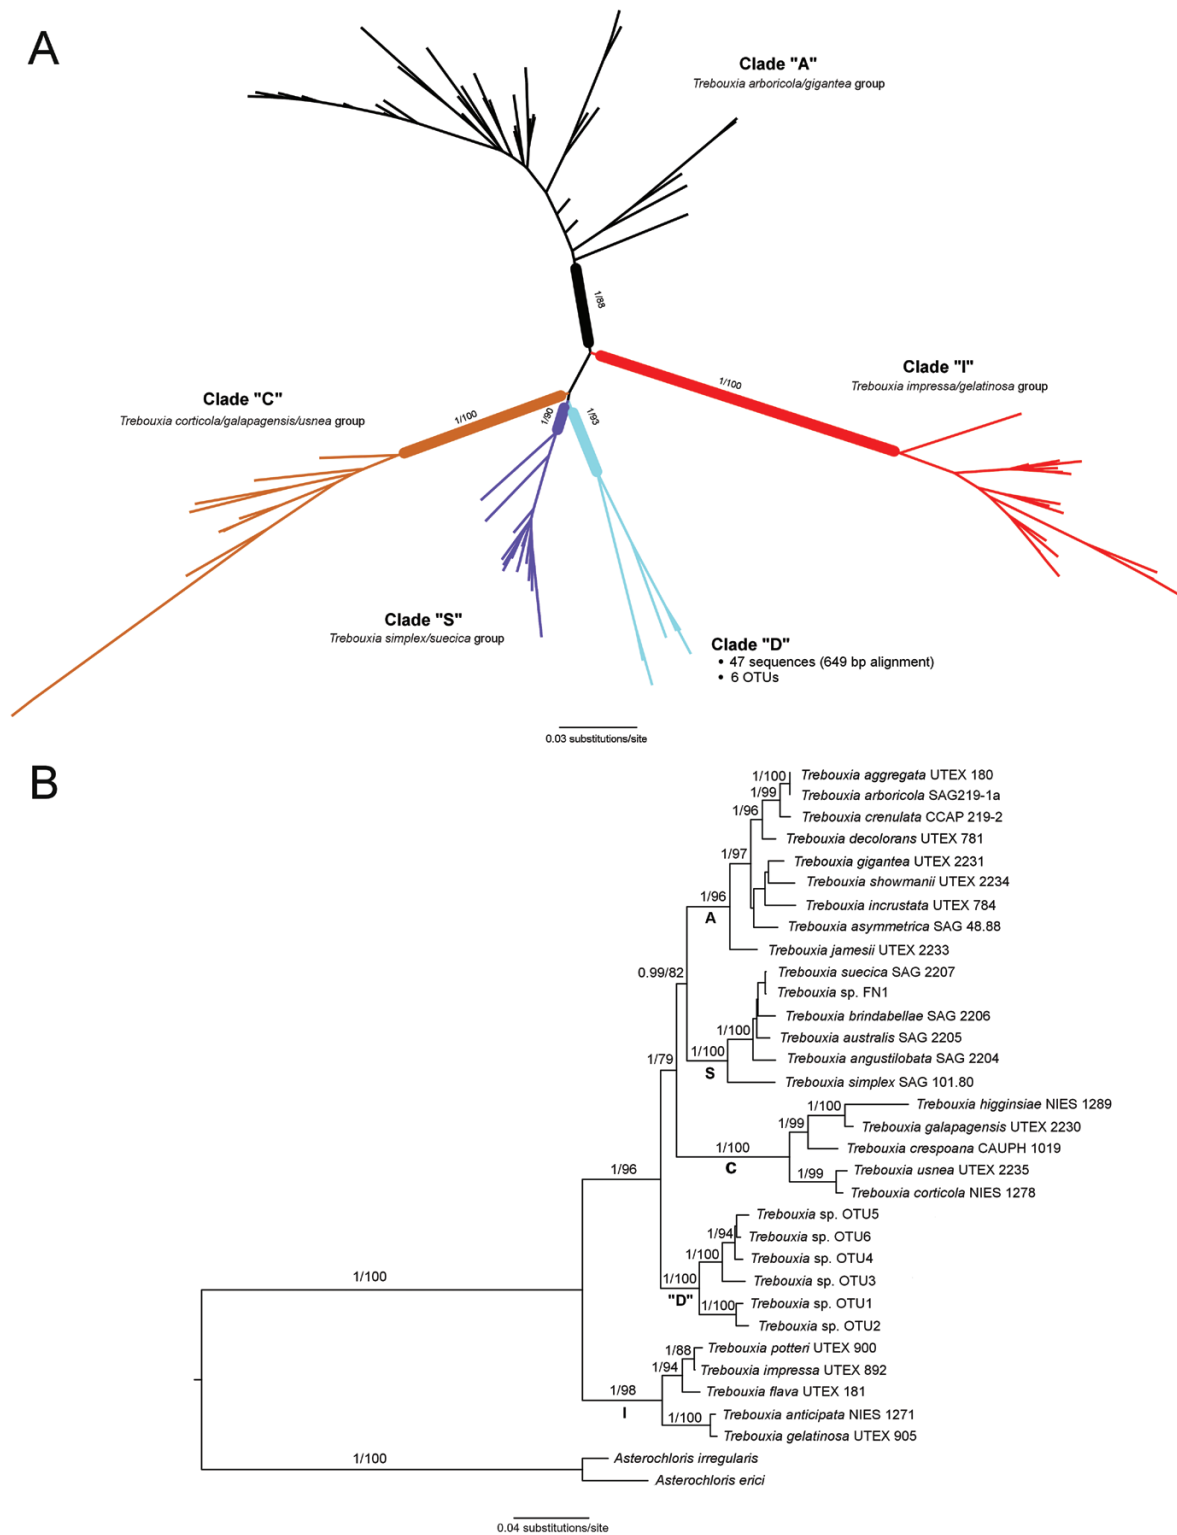 A
Clade "A"
Trebouxia arboricola/gigantea group
1/88
Clade "I"
Trebouxia impressa/gelatinosa group
1/100
Clade "C"
Trebouxia corticola/galapagensis/usnea group
1/100
1/90
1/93
Clade "S"
Trebouxia simplex/suecica group
Clade "D"
• 47 sequences (649 bp alignment)
• 6 OTUs
0.03 substitutions/site
B
1/100
Trebouxia aggregata UTEX 180
1/99
Trebouxia arboricola SAG219-1a
1/96
Trebouxia crenulata CCAP 219-2
Trebouxia decolorans UTEX 781
1/97
Trebouxia gigantea UTEX 2231
Trebouxia showmanii UTEX 2234
1/96
A
Trebouxia incrustata UTEX 784
Trebouxia asymmetrica SAG 48.88
Trebouxia jamesii UTEX 2233
0.99/82
Trebouxia suecica SAG 2207
Trebouxia sp. FN1
Trebouxia brindabellae SAG 2206
1/100
Trebouxia australis SAG 2205
1/79
1/100
S
Trebouxia angustilobata SAG 2204
Trebouxia simplex SAG 101.80
1/100
Trebouxia higginsiae NIES 1289
1/99
Trebouxia galapagensis UTEX 2230
1/100
C
Trebouxia crespoana CAUPH 1019
1/96
1/99
Trebouxia usnea UTEX 2235
Trebouxia corticola NIES 1278
Trebouxia sp. OTU5
1/94
Trebouxia sp. OTU6
1/100
Trebouxia sp. OTU4
1/100
1/100
"D"
Trebouxia sp. OTU3
1/100
Trebouxia sp. OTU1
Trebouxia sp. OTU2
1/88
Trebouxia potteri UTEX 900
1/94
Trebouxia impressa UTEX 892
1/98
I
Trebouxia flava UTEX 181
1/100
Trebouxia anticipata NIES 1271
Trebouxia gelatinosa UTEX 905
1/100
Asterochloris irregularis
Asterochloris erici
0.04 substitutions/site